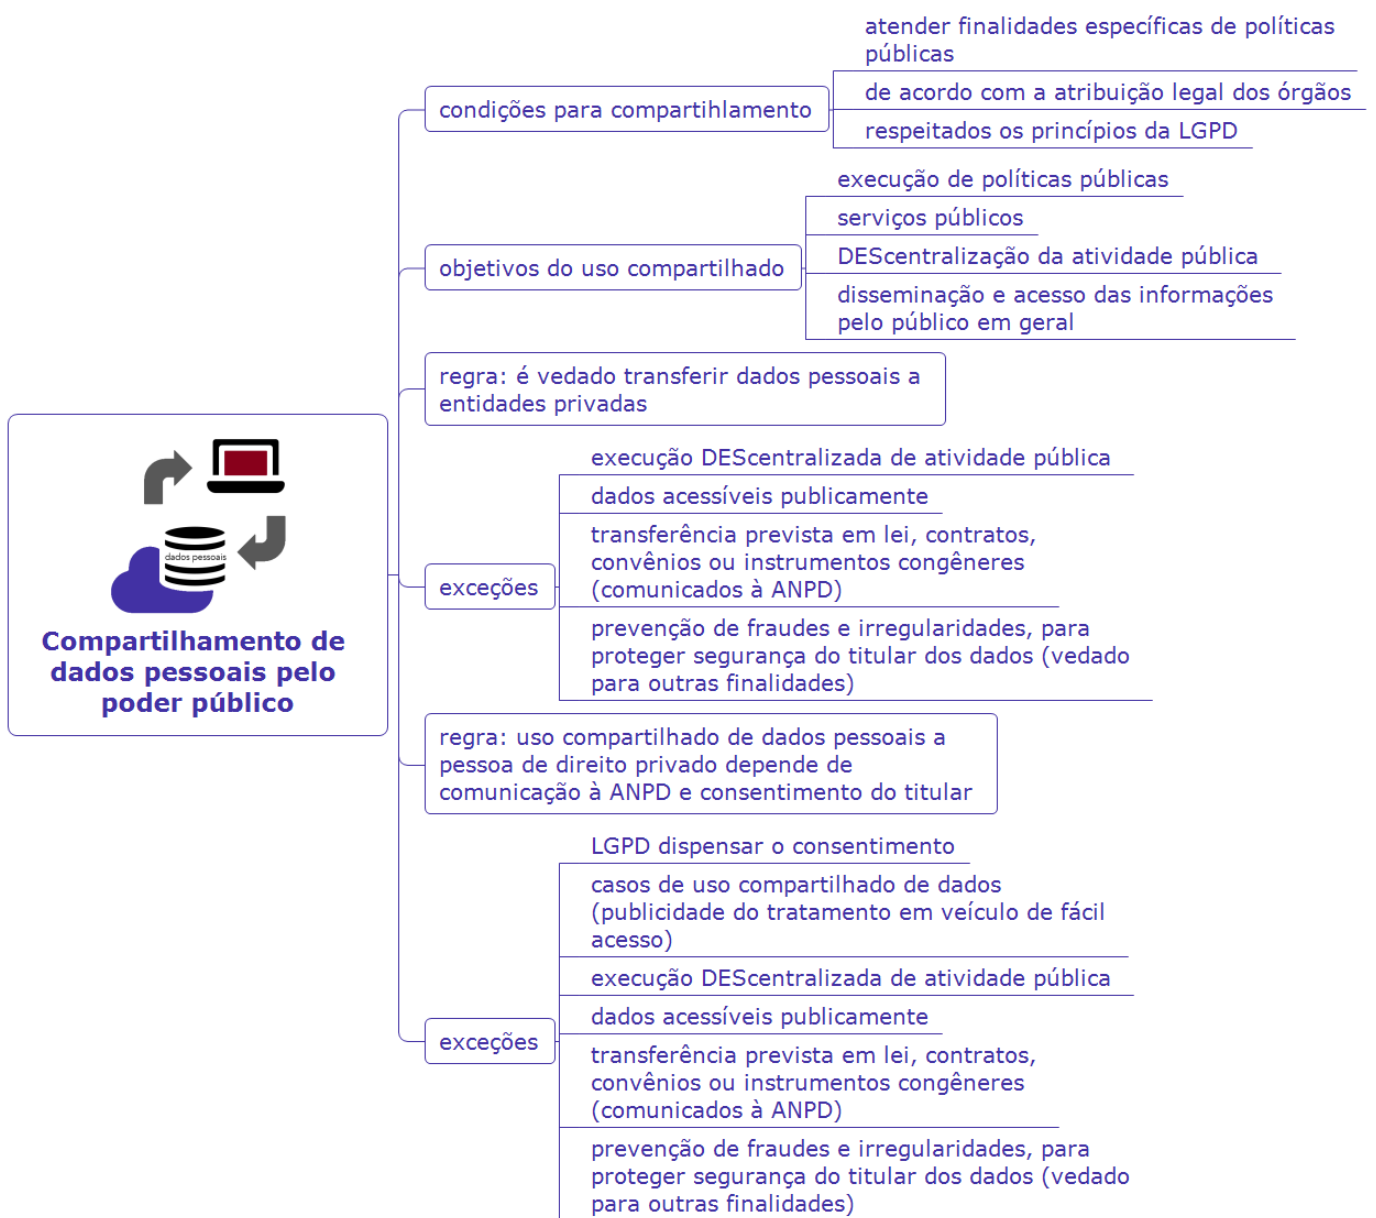 atender finalidades específicas de políticas
públicas
condições para compartihlamento
de acordo com a atribuição legal dos órgãos
respeitados os princípios da LGPD
execução de políticas públicas
serviços públicos
objetivos do uso compartilhado
DEScentralização da atividade pública
disseminação e acesso das informações
pelo público em geral
regra: é vedado transferir dados pessoais a
entidades privadas
execução DEScentralizada de atividade pública
dados acessíveis publicamente
transferência prevista em lei, contratos,
convênios ou instrumentos congêneres
(comunicados à ANPD)
exceções
prevenção de fraudes e irregularidades, para
proteger segurança do titular dos dados (vedado
para outras finalidades)
dados pessoais
Compartilhamento de
dados pessoais pelo
poder público
regra: uso compartilhado de dados pessoais a
pessoa de direito privado depende de
comunicação à ANPD e consentimento do titular
LGPD dispensar o consentimento
casos de uso compartilhado de dados
(publicidade do tratamento em veículo de fácil
acesso)
execução DEScentralizada de atividade pública
dados acessíveis publicamente
exceções
transferência prevista em lei, contratos,
convênios ou instrumentos congêneres
(comunicados à ANPD)
prevenção de fraudes e irregularidades, para
proteger segurança do titular dos dados (vedado
para outras finalidades)